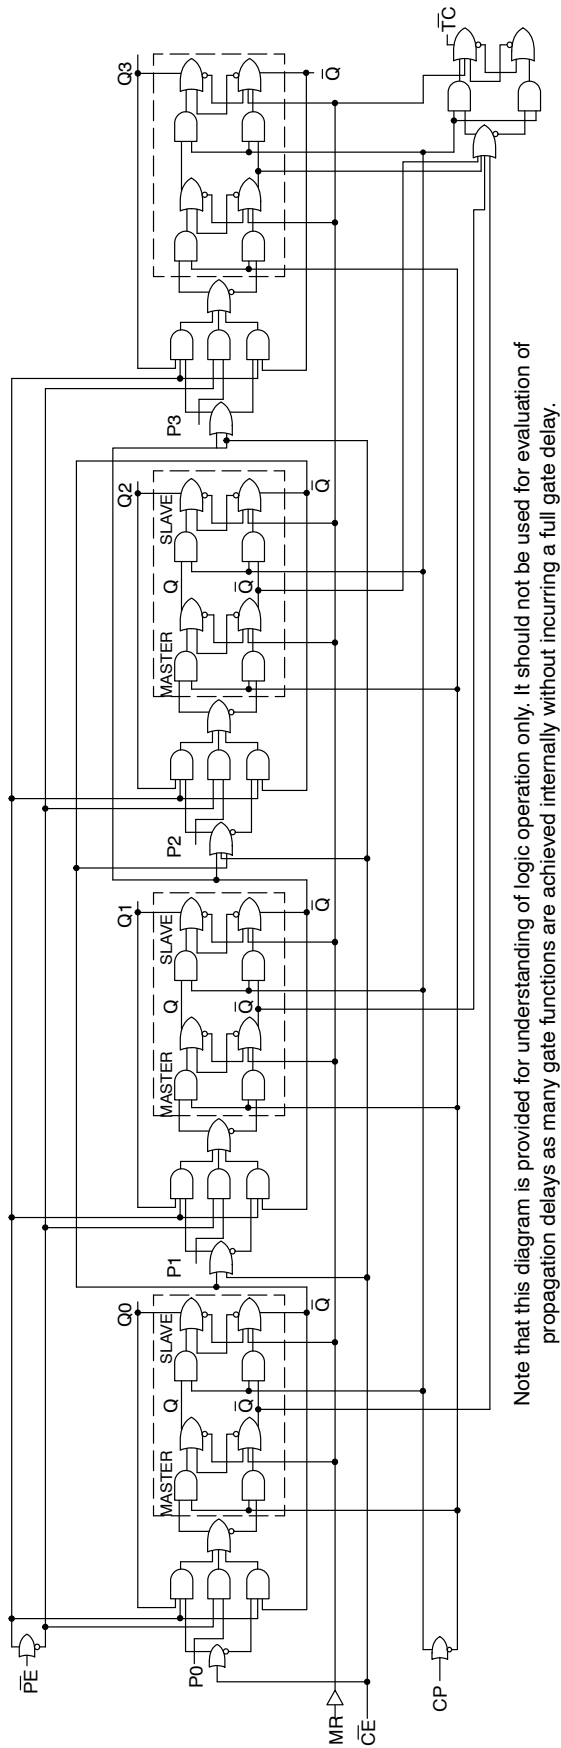 Q0
Q1
Q2
Q3
Q̅
Q̅
Q̅
Q̅
T̅C̅
SLAVE
SLAVE
SLAVE
Q
Q
Q
Q̅
Q̅
Q̅
MASTER
MASTER
MASTER
P0
P1
P2
P3
P̅E̅
MR
C̅E̅
CP
Note that this diagram is provided for understanding of logic operation only. It should not be used for evaluation of
propagation delays as many gate functions are achieved internally without incurring a full gate delay.